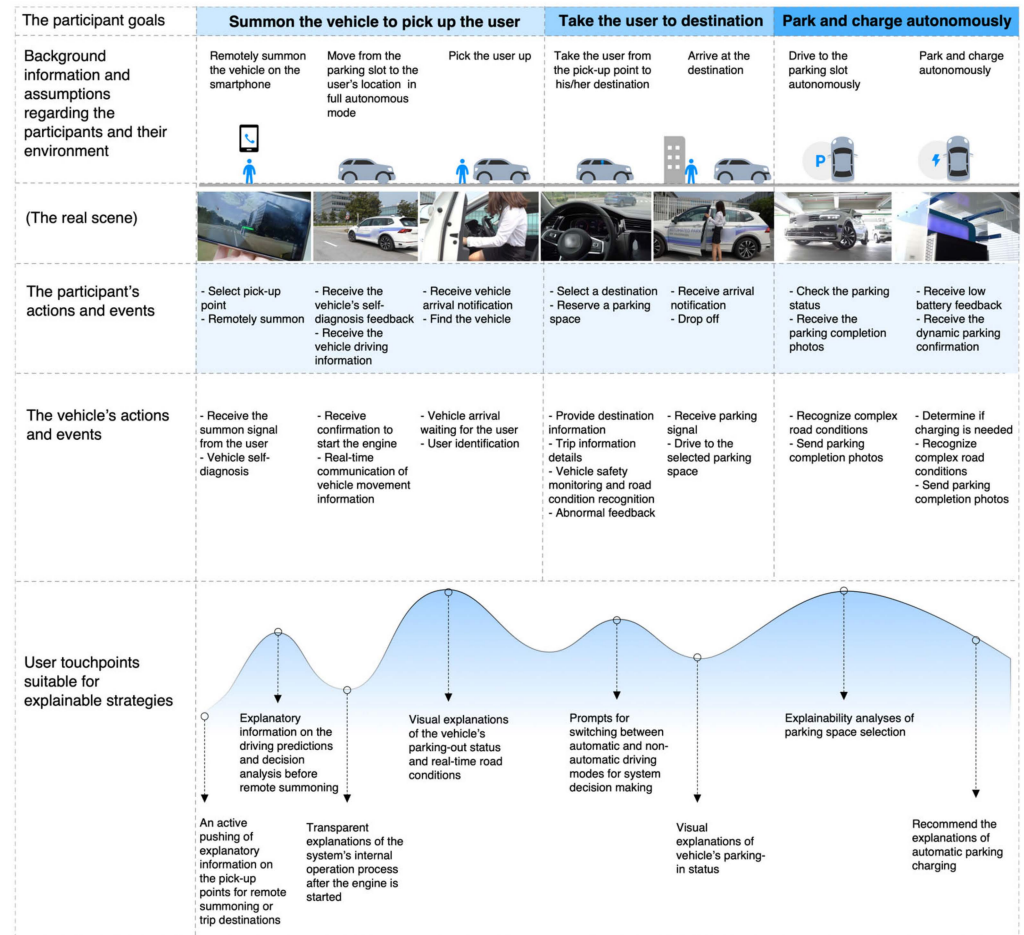 The participant goals
Summon the vehicle to pick up the user
Take the user to destination
Park and charge autonomously
Background
information and
assumptions
regarding the
participants and their
environment
Remotely summon
the vehicle on the
smartphone
Move from the
parking slot to the
user's location in
full autonomous
mode
Pick the user up
Take the user from
the pick-up point to
his/her destination
Arrive at the
destination
Drive to the
parking slot
autonomously
Park and charge
autonomously
P
(The real scene)
The participant's
actions and events
- Select pick-up
point
- Remotely summon
- Receive the
vehicle's self-
diagnosis feedback
- Receive the
vehicle driving
information
- Receive vehicle
arrival notification
- Find the vehicle
- Select a destination
- Reserve a parking
space
- Receive arrival
notification
- Drop off
- Check the parking
status
- Receive the
parking completion
photos
- Receive low
battery feedback
- Receive the
dynamic parking
confirmation
The vehicle's actions
and events
- Receive the
summon signal
from the user
- Vehicle self-
diagnosis
- Receive
confirmation to
start the engine
- Real-time
communication of
vehicle movement
information
- Vehicle arrival
waiting for the user
- User identification
- Provide destination
information
- Trip information
details
- Vehicle safety
monitoring and road
condition recognition
- Abnormal feedback
- Receive parking
signal
- Drive to the
selected parking
space
- Recognize complex
road conditions
- Send parking
completion photos
- Determine if
charging is needed
- Recognize
complex road
conditions
- Send parking
completion photos
User touchpoints
suitable for
explainable strategies
An active
pushing of
explanatory
information on
the pick-up
points for remote
summoning or
trip destinations
Explanatory
information on the
driving predictions
and decision
analysis before
remote summoning
Transparent
explanations of the
system's internal
operation process
after the engine is
started
Visual explanations
of the vehicle's
parking-out status
and real-time road
conditions
Prompts for
switching between
automatic and non-
automatic driving
modes for system
decision making
Visual
explanations of
vehicle's parking-
in status
Explainability analyses of
parking space selection
Recommend the
explanations of
automatic parking
charging